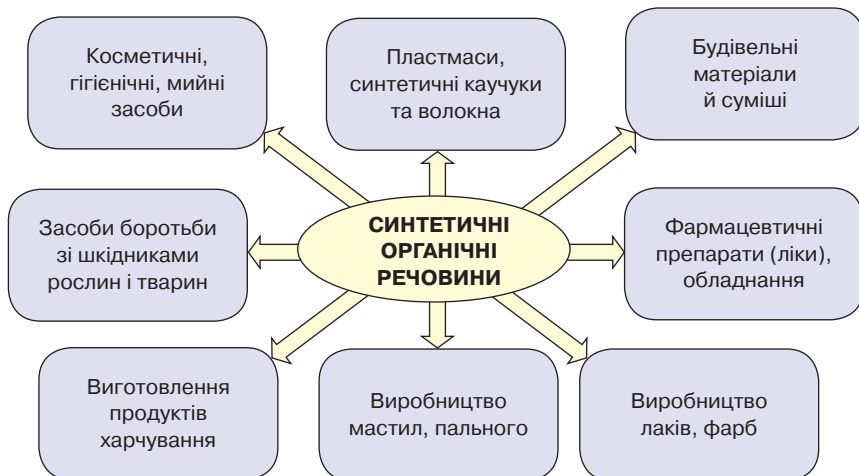 Косметичні,
гігієнічні, мийні
засоби
Пластмаси,
синтетичні каучуки
та волокна
Будівельні
матеріали
й суміші
Засоби боротьби
зі шкідниками
рослин і тварин
СИНТЕТИЧНІ
ОРГАНІЧНІ
РЕЧОВИНИ
Фармацевтичні
препарати (ліки),
обладнання
Виготовлення
продуктів
харчування
Виробництво
мастил, пального
Виробництво
лаків, фарб